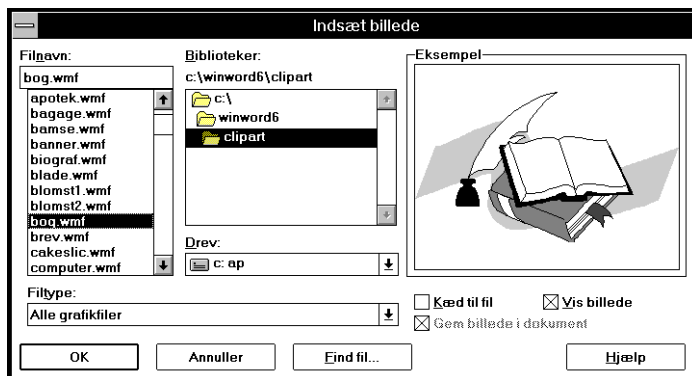 Indsæt billede
Filnavn:
bog.wmf
apotek.wmf
bagage.wmf
bamse.wmf
banner.wmf
biograf.wmf
blade.wmf
blomst1.wmf
blomst2.wmf
bog.wmf
brev.wmf
cakeslic.wmf
computer.wmf
Filtype:
Alle grafikfiler
Biblioteker:
c:\winword6\clipart
c:\
winword6
clipart
Drev:
c: ap
Eksempel
Kæd til fil
Vis billede
Gem billede i dokument
OK
Annuller
Find fil...
Hjælp